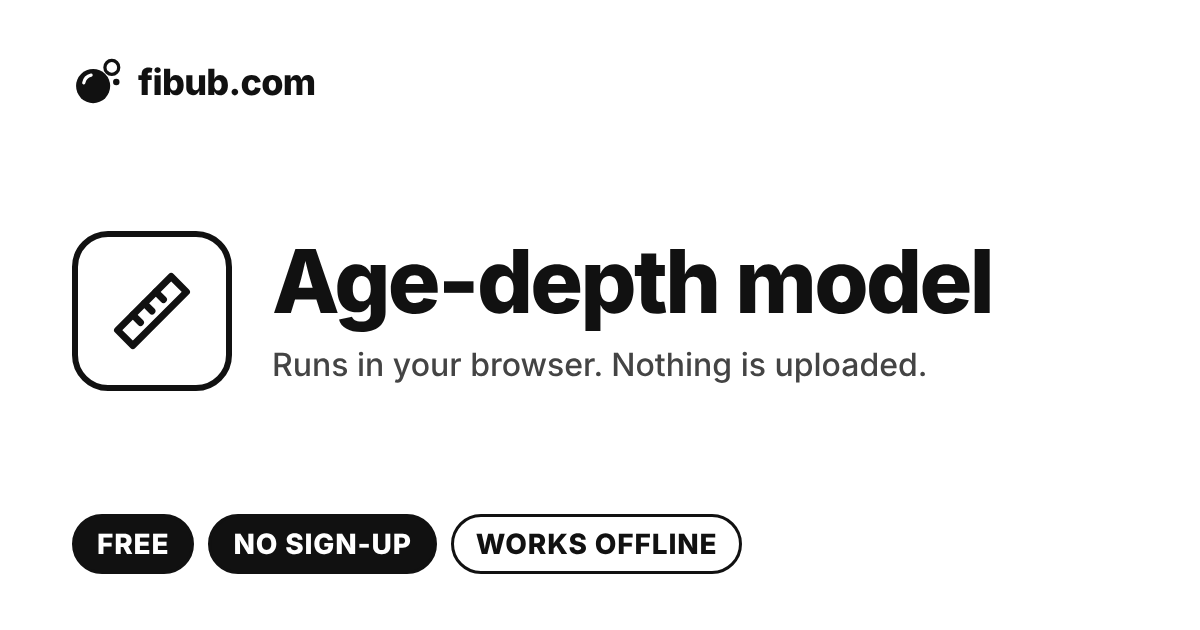 fibub.com
Age-depth model
Runs in your browser. Nothing is uploaded.
FREE
NO SIGN-UP
WORKS OFFLINE